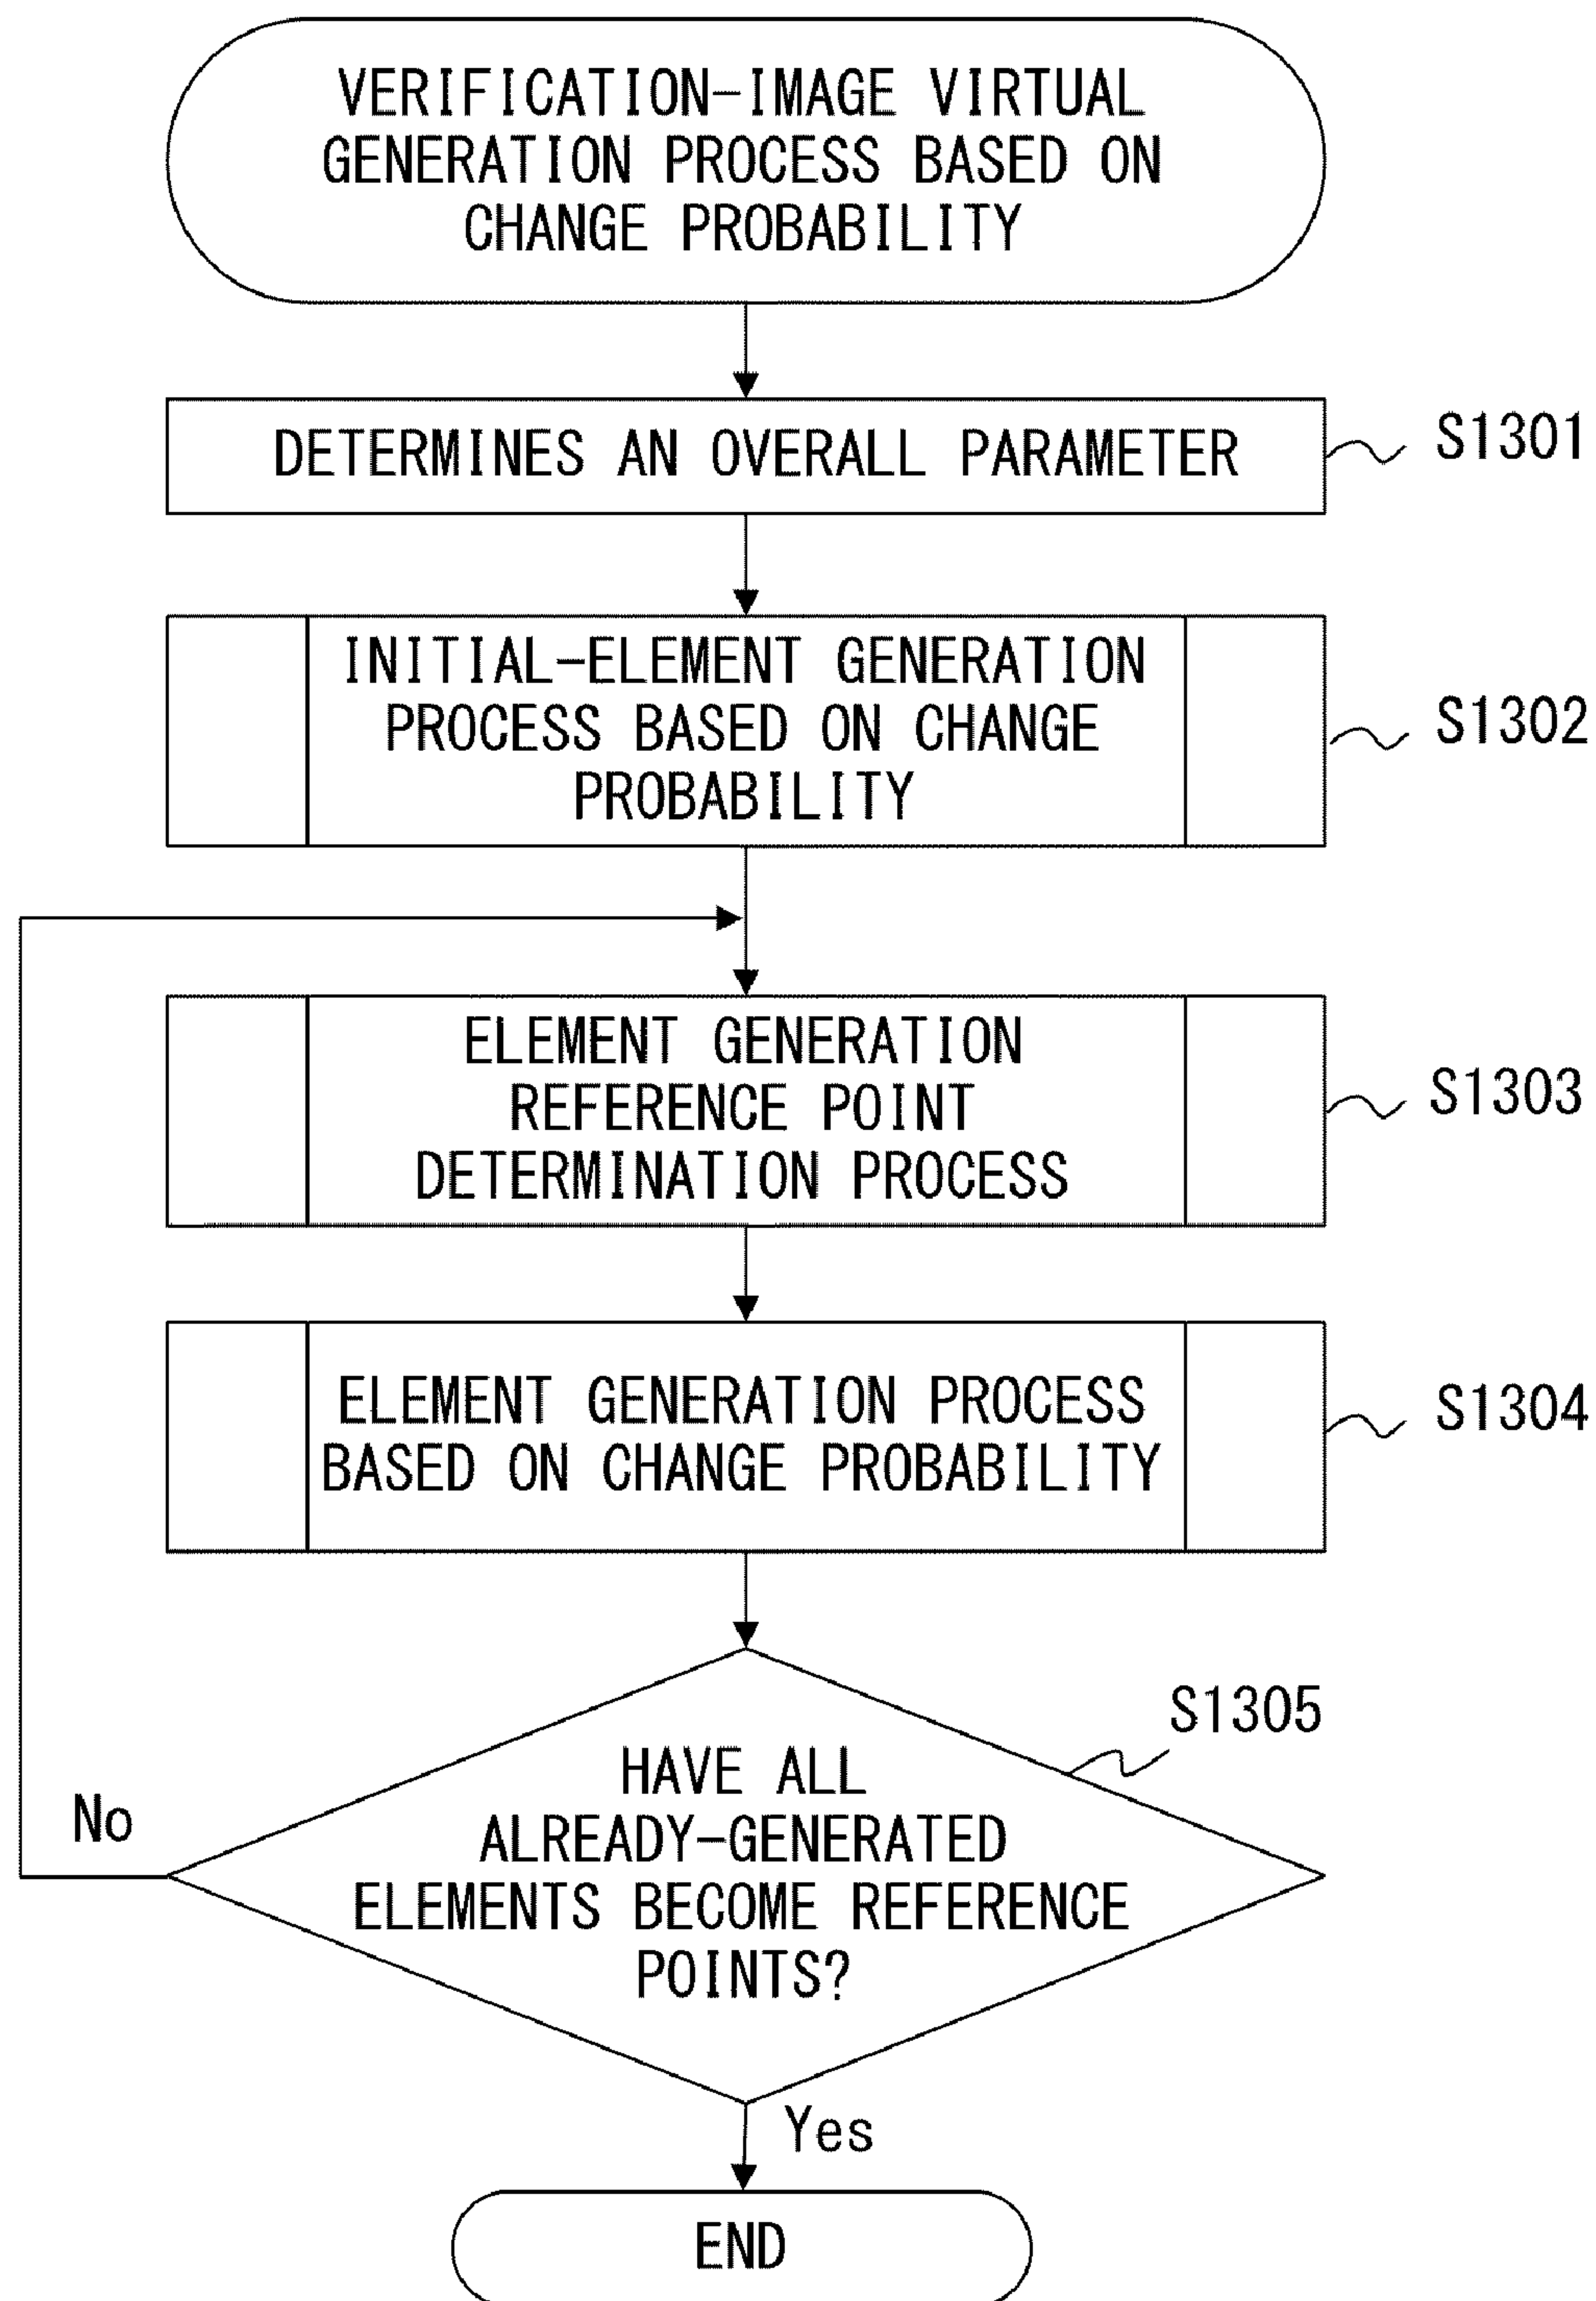 VERIFICATION-IMAGE VIRTUAL
GENERATION PROCESS BASED ON
CHANGE PROBABILITY
DETERMINES AN OVERALL PARAMETER
S1301
INITIAL-ELEMENT GENERATION
PROCESS BASED ON CHANGE
PROBABILITY
S1302
ELEMENT GENERATION
REFERENCE POINT
DETERMINATION PROCESS
S1303
ELEMENT GENERATION PROCESS
BASED ON CHANGE PROBABILITY
S1304
S1305
HAVE ALL
ALREADY-GENERATED
ELEMENTS BECOME REFERENCE
POINTS?
No
Yes
END